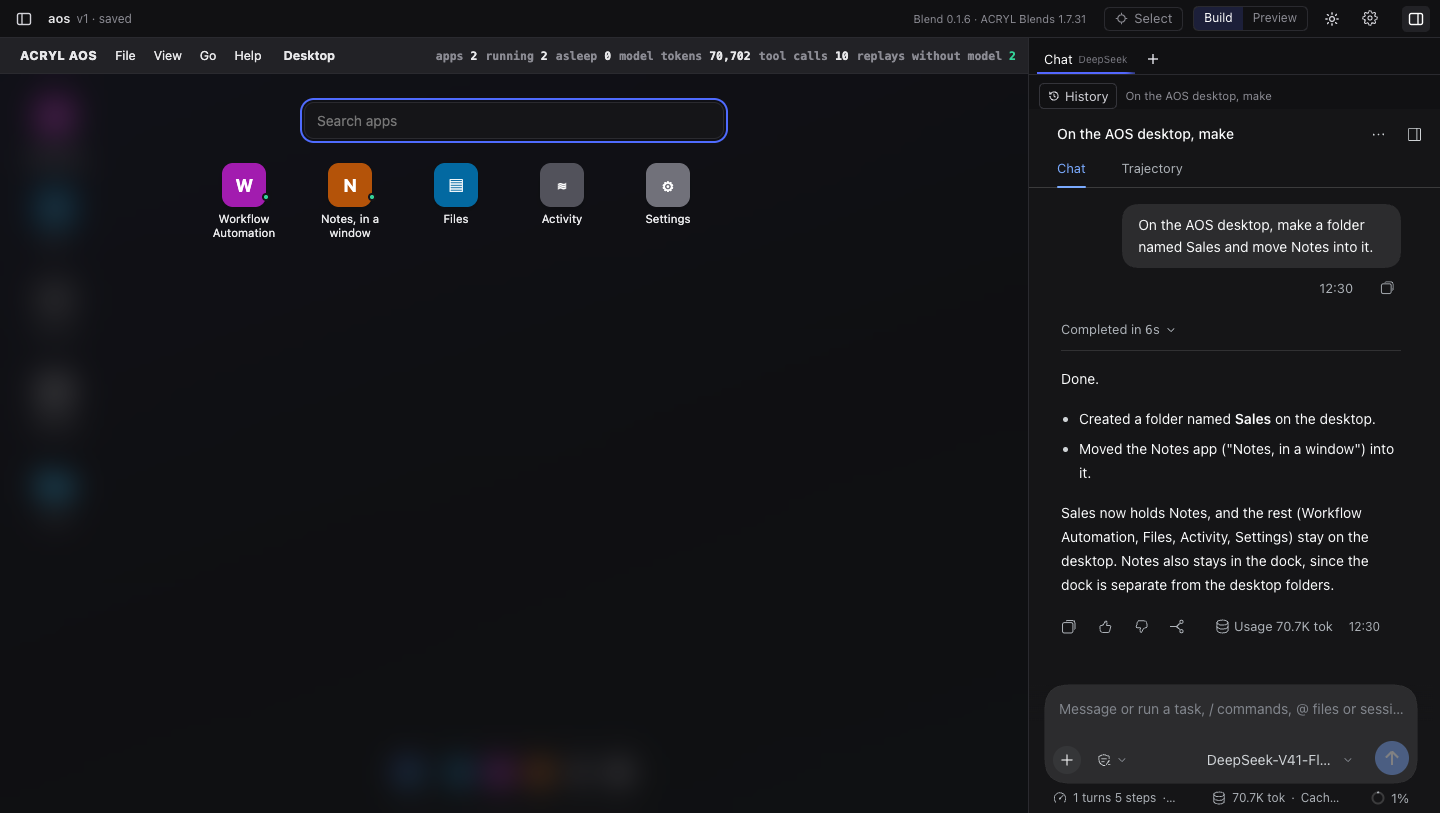 aos v1 · saved
Blend 0.1.6 · ACRYL Blends 1.7.31
Select
Build
Preview
ACRYL AOS File View Go Help Desktop
apps 2 running 2 asleep 0 model tokens 70,702 tool calls 10 replays without model 2
Search apps
W
Workflow
Automation
N
Notes, in a
window
Files
Activity
Settings
Chat DeepSeek
History
On the AOS desktop, make
On the AOS desktop, make
Chat
Trajectory
On the AOS desktop, make a folder
named Sales and move Notes into it.
12:30
Completed in 6s
Done.
• Created a folder named Sales on the desktop.
• Moved the Notes app ("Notes, in a window") into
it.
Sales now holds Notes, and the rest (Workflow
Automation, Files, Activity, Settings) stay on the
desktop. Notes also stays in the dock, since the
dock is separate from the desktop folders.
Usage 70.7K tok 12:30
Message or run a task, / commands, @ files or sessi...
DeepSeek-V41-Fl...
1 turns 5 steps ·...
70.7K tok · Cach...
1%